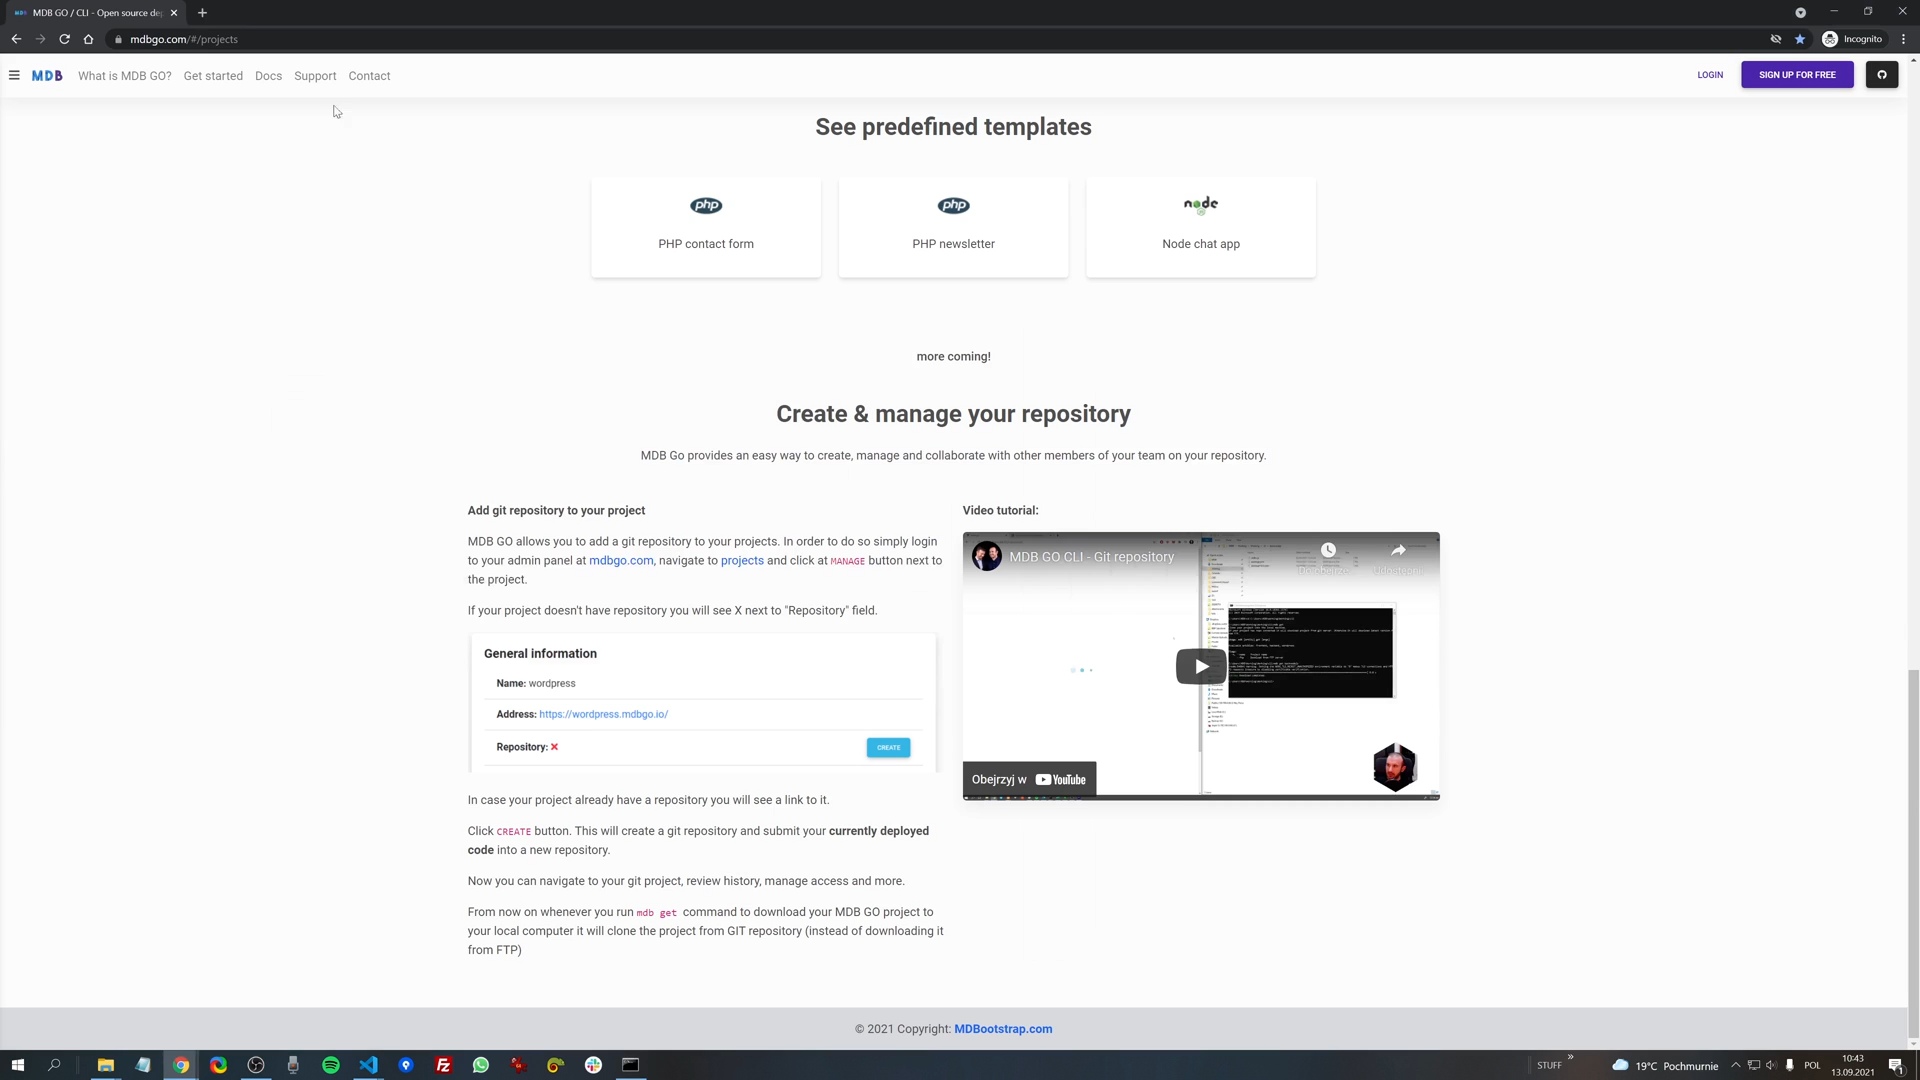 MDB GO / CLI - Open source de
mdbgo.com/#/projects
Incognito
MDB
What is MDB GO?
Get started
Docs
Support
Contact
LOGIN
SIGN UP FOR FREE
See predefined templates
php
php
node
PHP contact form
PHP newsletter
Node chat app
more coming!
Create & manage your repository
MDB Go provides an easy way to create, manage and collaborate with other members of your team on your repository.
Add git repository to your project
MDB GO allows you to add a git repository to your projects. In order to do so simply login
to your admin panel at mdbgo.com, navigate to projects and click at MANAGE button next to
the project.
If your project doesn't have repository you will see X next to "Repository" field.
General information
Name: wordpress
Address: https://wordpress.mdbgo.io/
Repository:
CREATE
In case your project already have a repository you will see a link to it.
Click CREATE button. This will create a git repository and submit your currently deployed
code into a new repository.
Now you can navigate to your git project, review history, manage access and more.
From now on whenever you run mdb get command to download your MDB GO project to
your local computer it will clone the project from GIT repository (instead of downloading it
from FTP)
Video tutorial:
MDB GO CLI - Git repository
Obejrzyj w YouTube
© 2021 Copyright: MDBootstrap.com
STUFF
19°C Pochmurnie
POL
10:43
13.09.2021